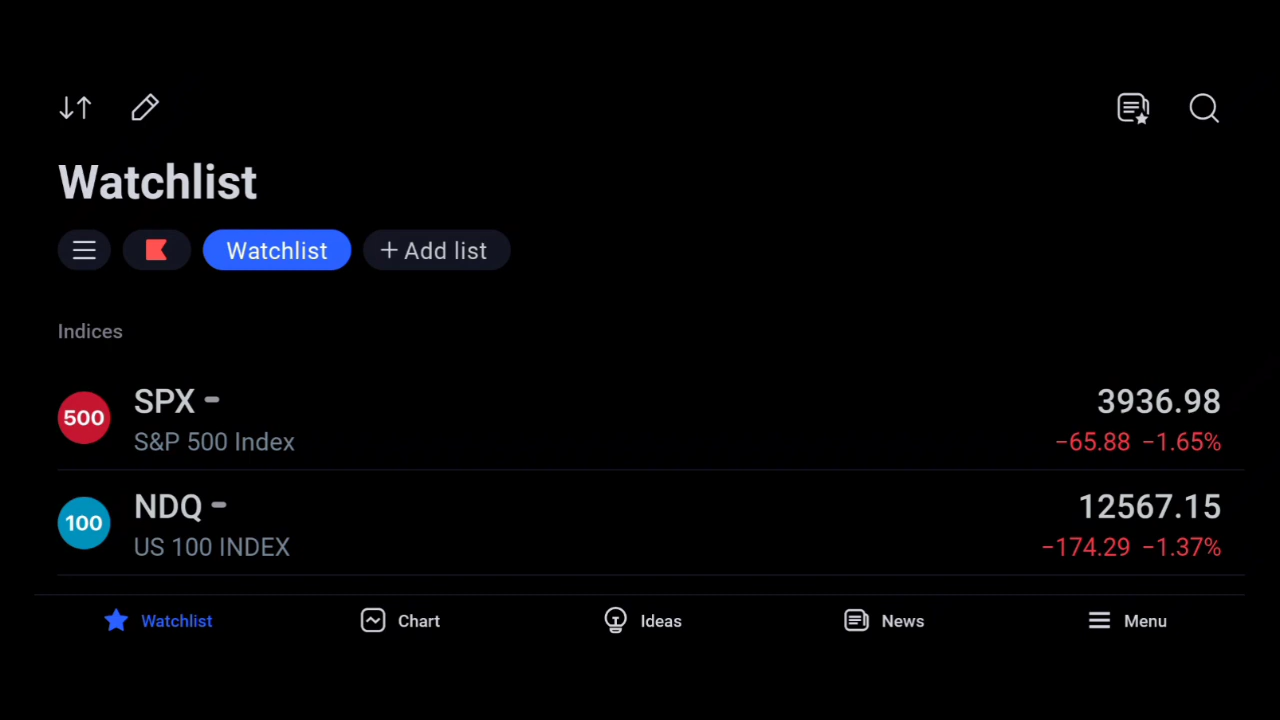 Watchlist
Watchlist + Add list
Indices
500 SPX 3936.98
S&P 500 Index −65.88 −1.65%
100 NDQ 12567.15
US 100 INDEX −174.29 −1.37%
Watchlist Chart Ideas News Menu